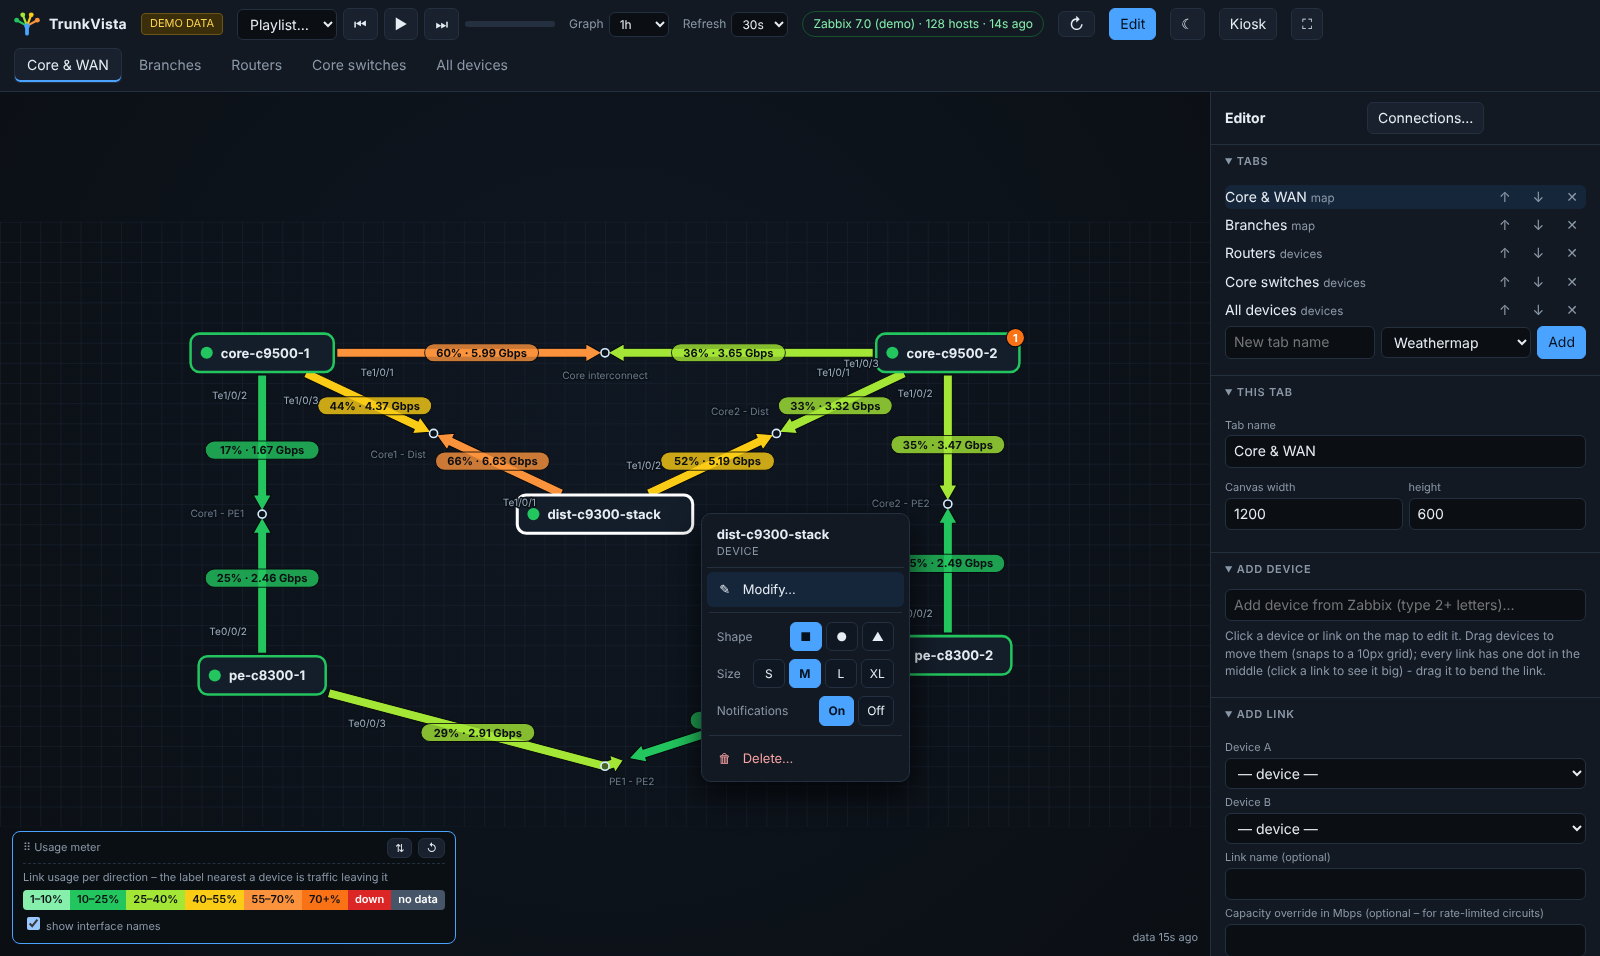 TrunkVista
DEMO DATA
Playlist...
Graph
1h
Refresh
30s
Zabbix 7.0 (demo) · 128 hosts · 14s ago
Edit
Kiosk
Core & WAN
Branches
Routers
Core switches
All devices
core-c9500-1
60% · 5.99 Gbps
36% · 3.65 Gbps
core-c9500-2
1
Te1/0/1
Core interconnect
Te1/0/3
Te1/0/1
Te1/0/2
Te1/0/3
44% · 4.37 Gbps
Core2 - Dist
33% · 3.32 Gbps
Te1/0/2
17% · 1.67 Gbps
Core1 - Dist
66% · 6.63 Gbps
Te1/0/2
52% · 5.19 Gbps
35% · 3.47 Gbps
Te1/0/1
dist-c9300-stack
Core1 - PE1
Core2 - PE2
25% · 2.46 Gbps
5% · 2.49 Gbps
Te0/0/2
/0/2
pe-c8300-1
pe-c8300-2
Te0/0/3
29% · 2.91 Gbps
PE1 - PE2
dist-c9300-stack
DEVICE
Modify...
Shape
Size
S
M
L
XL
Notifications
On
Off
Delete...
Usage meter
Link usage per direction – the label nearest a device is traffic leaving it
1–10%
10–25%
25–40%
40–55%
55–70%
70+%
down
no data
show interface names
data 15s ago
Editor
Connections...
TABS
Core & WAN map
Branches map
Routers devices
Core switches devices
All devices devices
New tab name
Weathermap
Add
THIS TAB
Tab name
Core & WAN
Canvas width
height
1200
600
ADD DEVICE
Add device from Zabbix (type 2+ letters)...
Click a device or link on the map to edit it. Drag devices to
move them (snaps to a 10px grid); every link has one dot in the
middle (click a link to see it big) - drag it to bend the link.
ADD LINK
Device A
— device —
Device B
— device —
Link name (optional)
Capacity override in Mbps (optional – for rate-limited circuits)